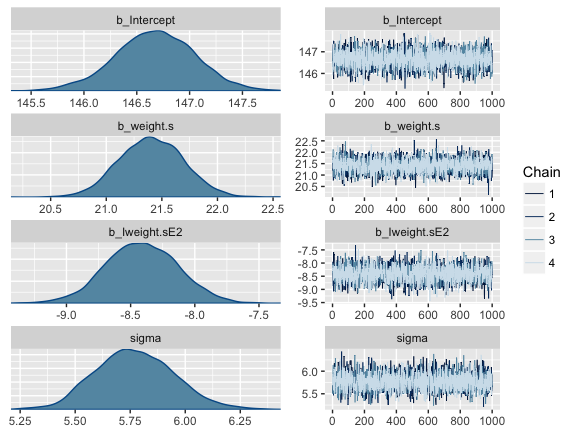 b_Intercept
145.5 146.0 146.5 147.0 147.5
b_weight.s
20.5 21.0 21.5 22.0 22.5
b_Iweight.sE2
-9.0 -8.5 -8.0 -7.5
sigma
5.25 5.50 5.75 6.00 6.25
b_Intercept
147
146
0 200 400 600 800 1000
b_weight.s
22.5
22.0
21.5
21.0
20.5
0 200 400 600 800 1000
b_Iweight.sE2
-7.5
-8.0
-8.5
-9.0
-9.5
0 200 400 600 800 1000
sigma
6.0
5.5
0 200 400 600 800 1000
Chain
1
2
3
4